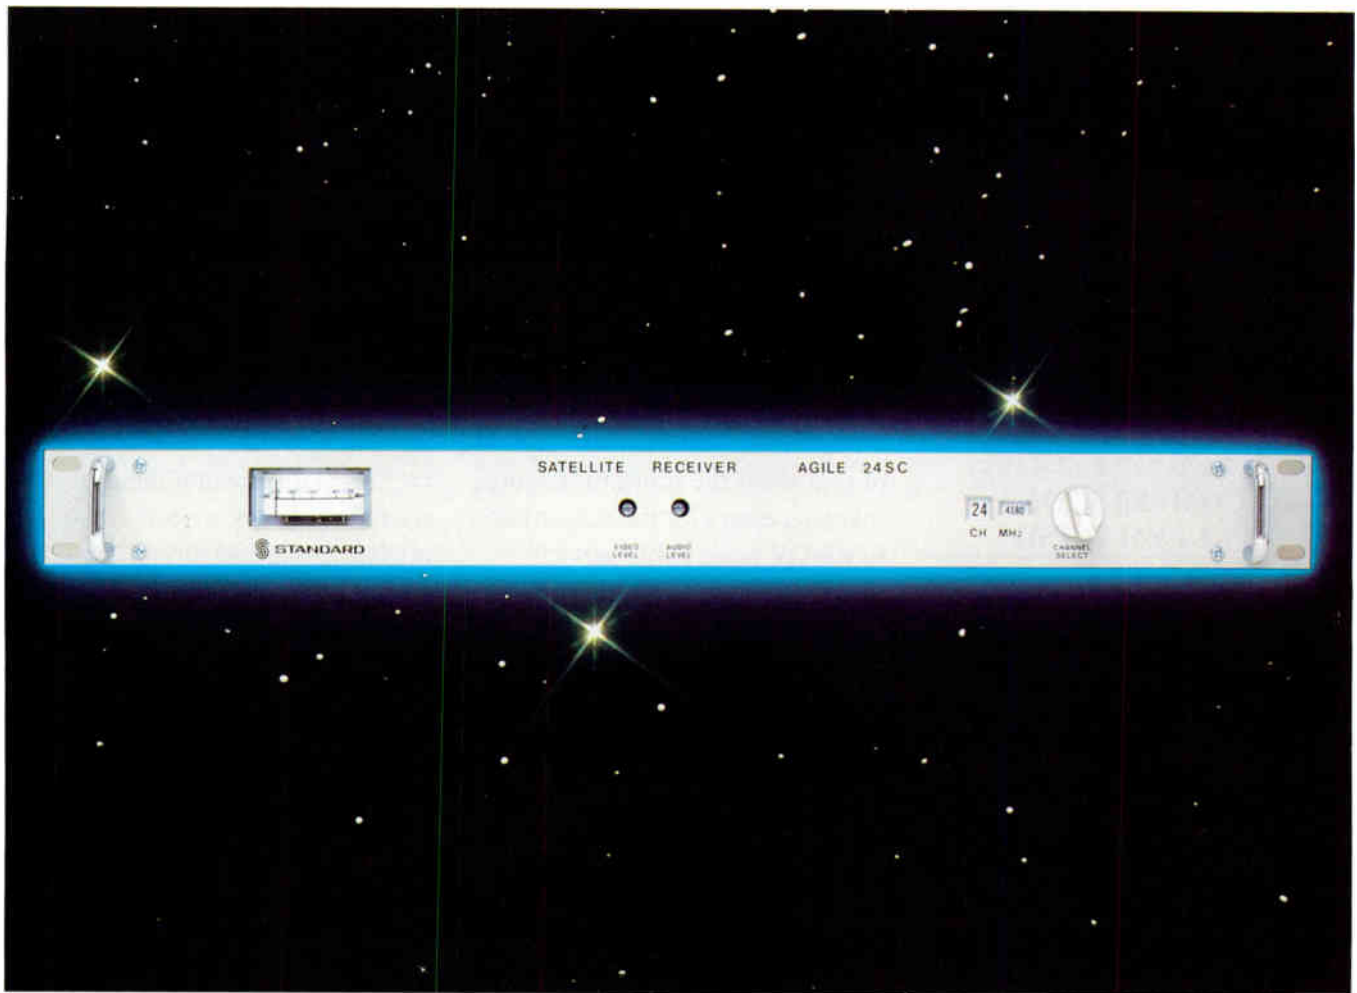 SATELLITE RECEIVER AGILE 24SC
24 4180
CH MHz
STANDARD
VIDEO LEVEL
AUDIO LEVEL
CHANNEL SELECT